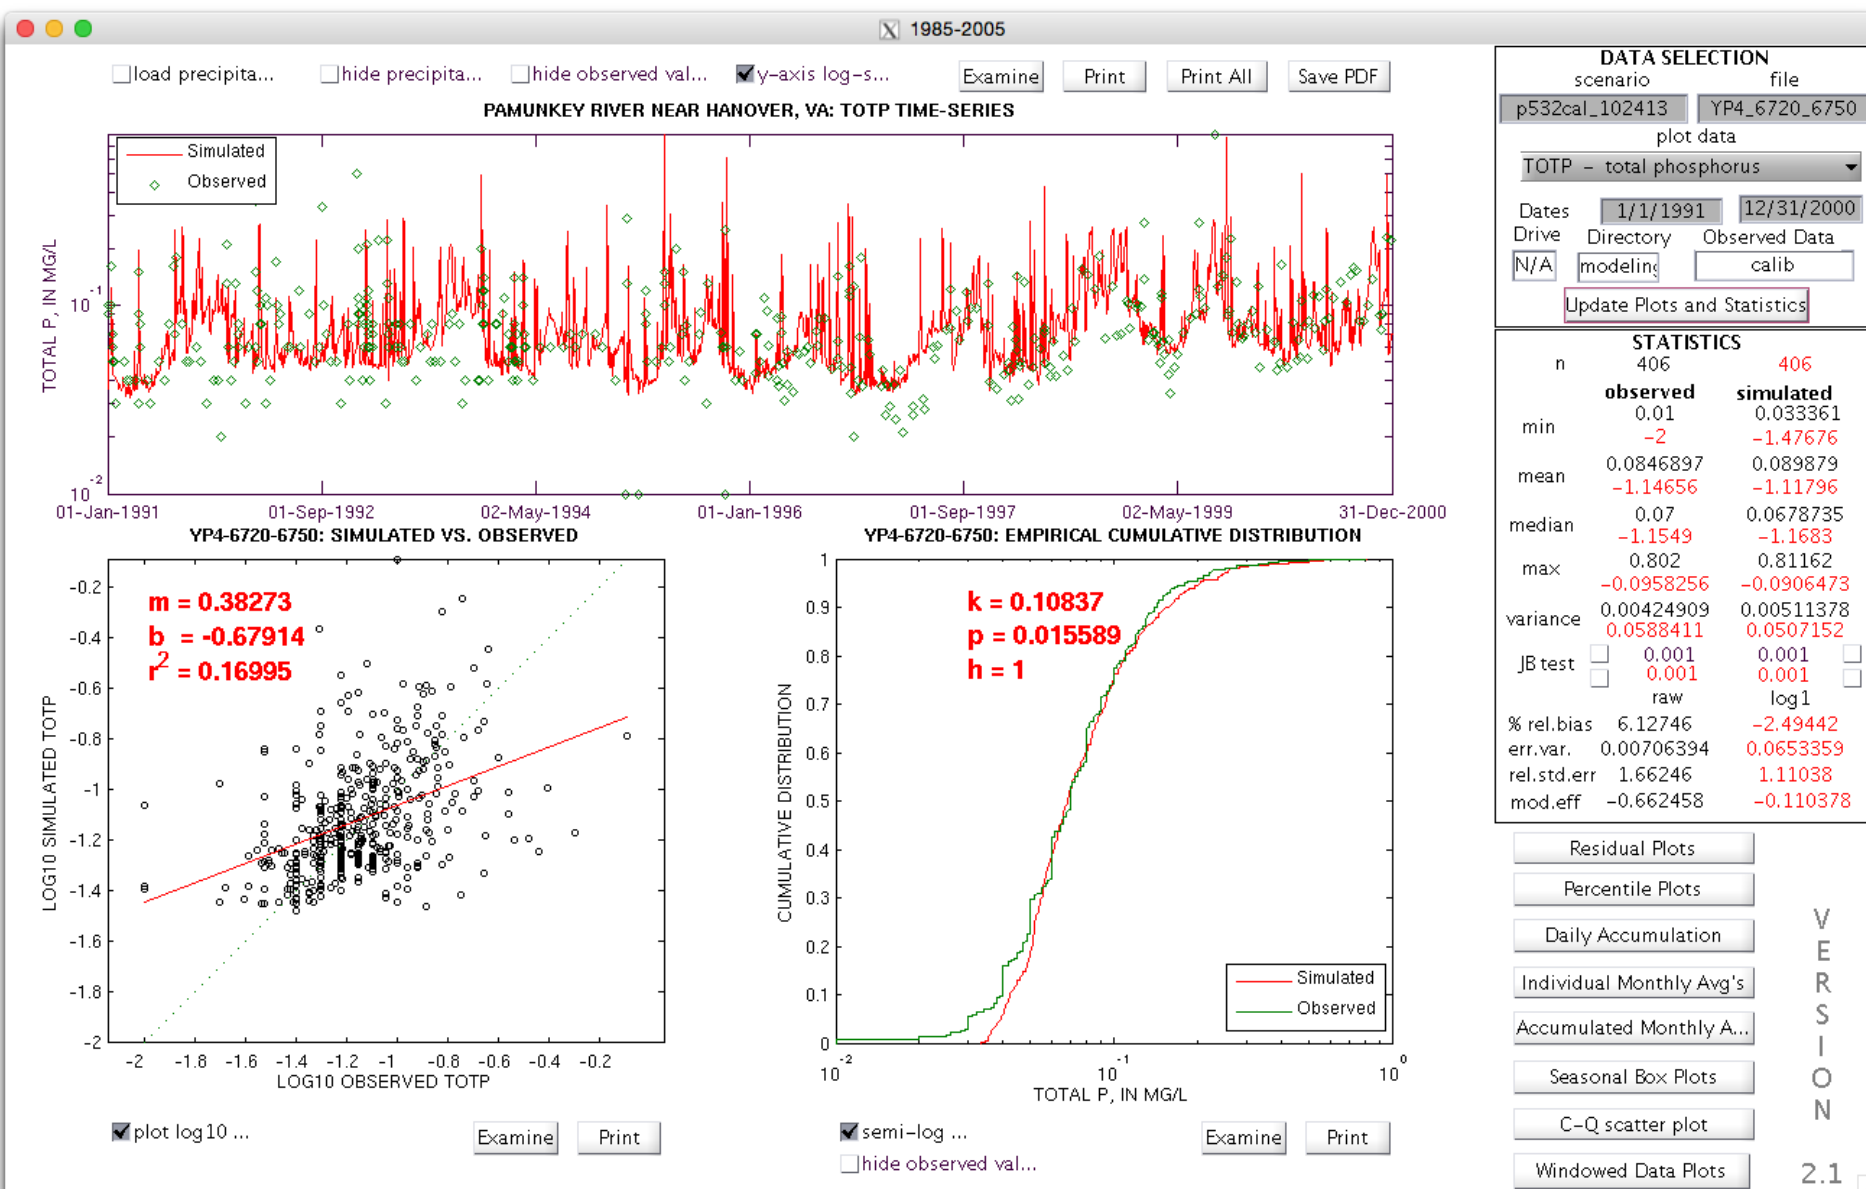 1985-2005
load precipita...
hide precipita...
hide observed val...
y-axis log-s...
Examine
Print
Print All
Save PDF
PAMUNKEY RIVER NEAR HANOVER, VA: TOTP TIME-SERIES
Simulated
Observed
TOTAL P, IN MG/L
10^-1
10^-2
01-Jan-1991 01-Sep-1992 02-May-1994 01-Jan-1996 01-Sep-1997 02-May-1999 31-Dec-2000
YP4-6720-6750: SIMULATED VS. OBSERVED
m = 0.38273
b = -0.67914
r^2 = 0.16995
LOG10 SIMULATED TOTP
-0.2
-0.4
-0.6
-0.8
-1
-1.2
-1.4
-1.6
-1.8
-2
-2 -1.8 -1.6 -1.4 -1.2 -1 -0.8 -0.6 -0.4 -0.2
LOG10 OBSERVED TOTP
plot log10 ...
Examine
Print
YP4-6720-6750: EMPIRICAL CUMULATIVE DISTRIBUTION
k = 0.10837
p = 0.015589
h = 1
CUMULATIVE DISTRIBUTION
1
0.9
0.8
0.7
0.6
0.5
0.4
0.3
0.2
0.1
0
Simulated
Observed
10^-2 10^-1 10^0
TOTAL P, IN MG/L
semi-log ...
hide observed val...
Examine
Print
DATA SELECTION
scenario file
p532cal_102413 YP4_6720_6750
plot data
TOTP - total phosphorus
Dates 1/1/1991 12/31/2000
Drive Directory Observed Data
N/A modeling calib
Update Plots and Statistics
STATISTICS
n 406 406
observed simulated
min 0.01 0.033361
-2 -1.47676
mean 0.0846897 0.089879
-1.14656 -1.11796
median 0.07 0.0678735
-1.1549 -1.1683
max 0.802 0.81162
-0.0958256 -0.0906473
variance 0.00424909 0.00511378
0.0588411 0.0507152
JB test 0.001 0.001
0.001 0.001
raw log1
% rel.bias 6.12746 -2.49442
err.var. 0.00706394 0.0653359
rel.std.err 1.66246 1.11038
mod.eff -0.662458 -0.110378
Residual Plots
Percentile Plots
Daily Accumulation
Individual Monthly Avg's
Accumulated Monthly A...
Seasonal Box Plots
C-Q scatter plot
Windowed Data Plots
VERSION
2.1